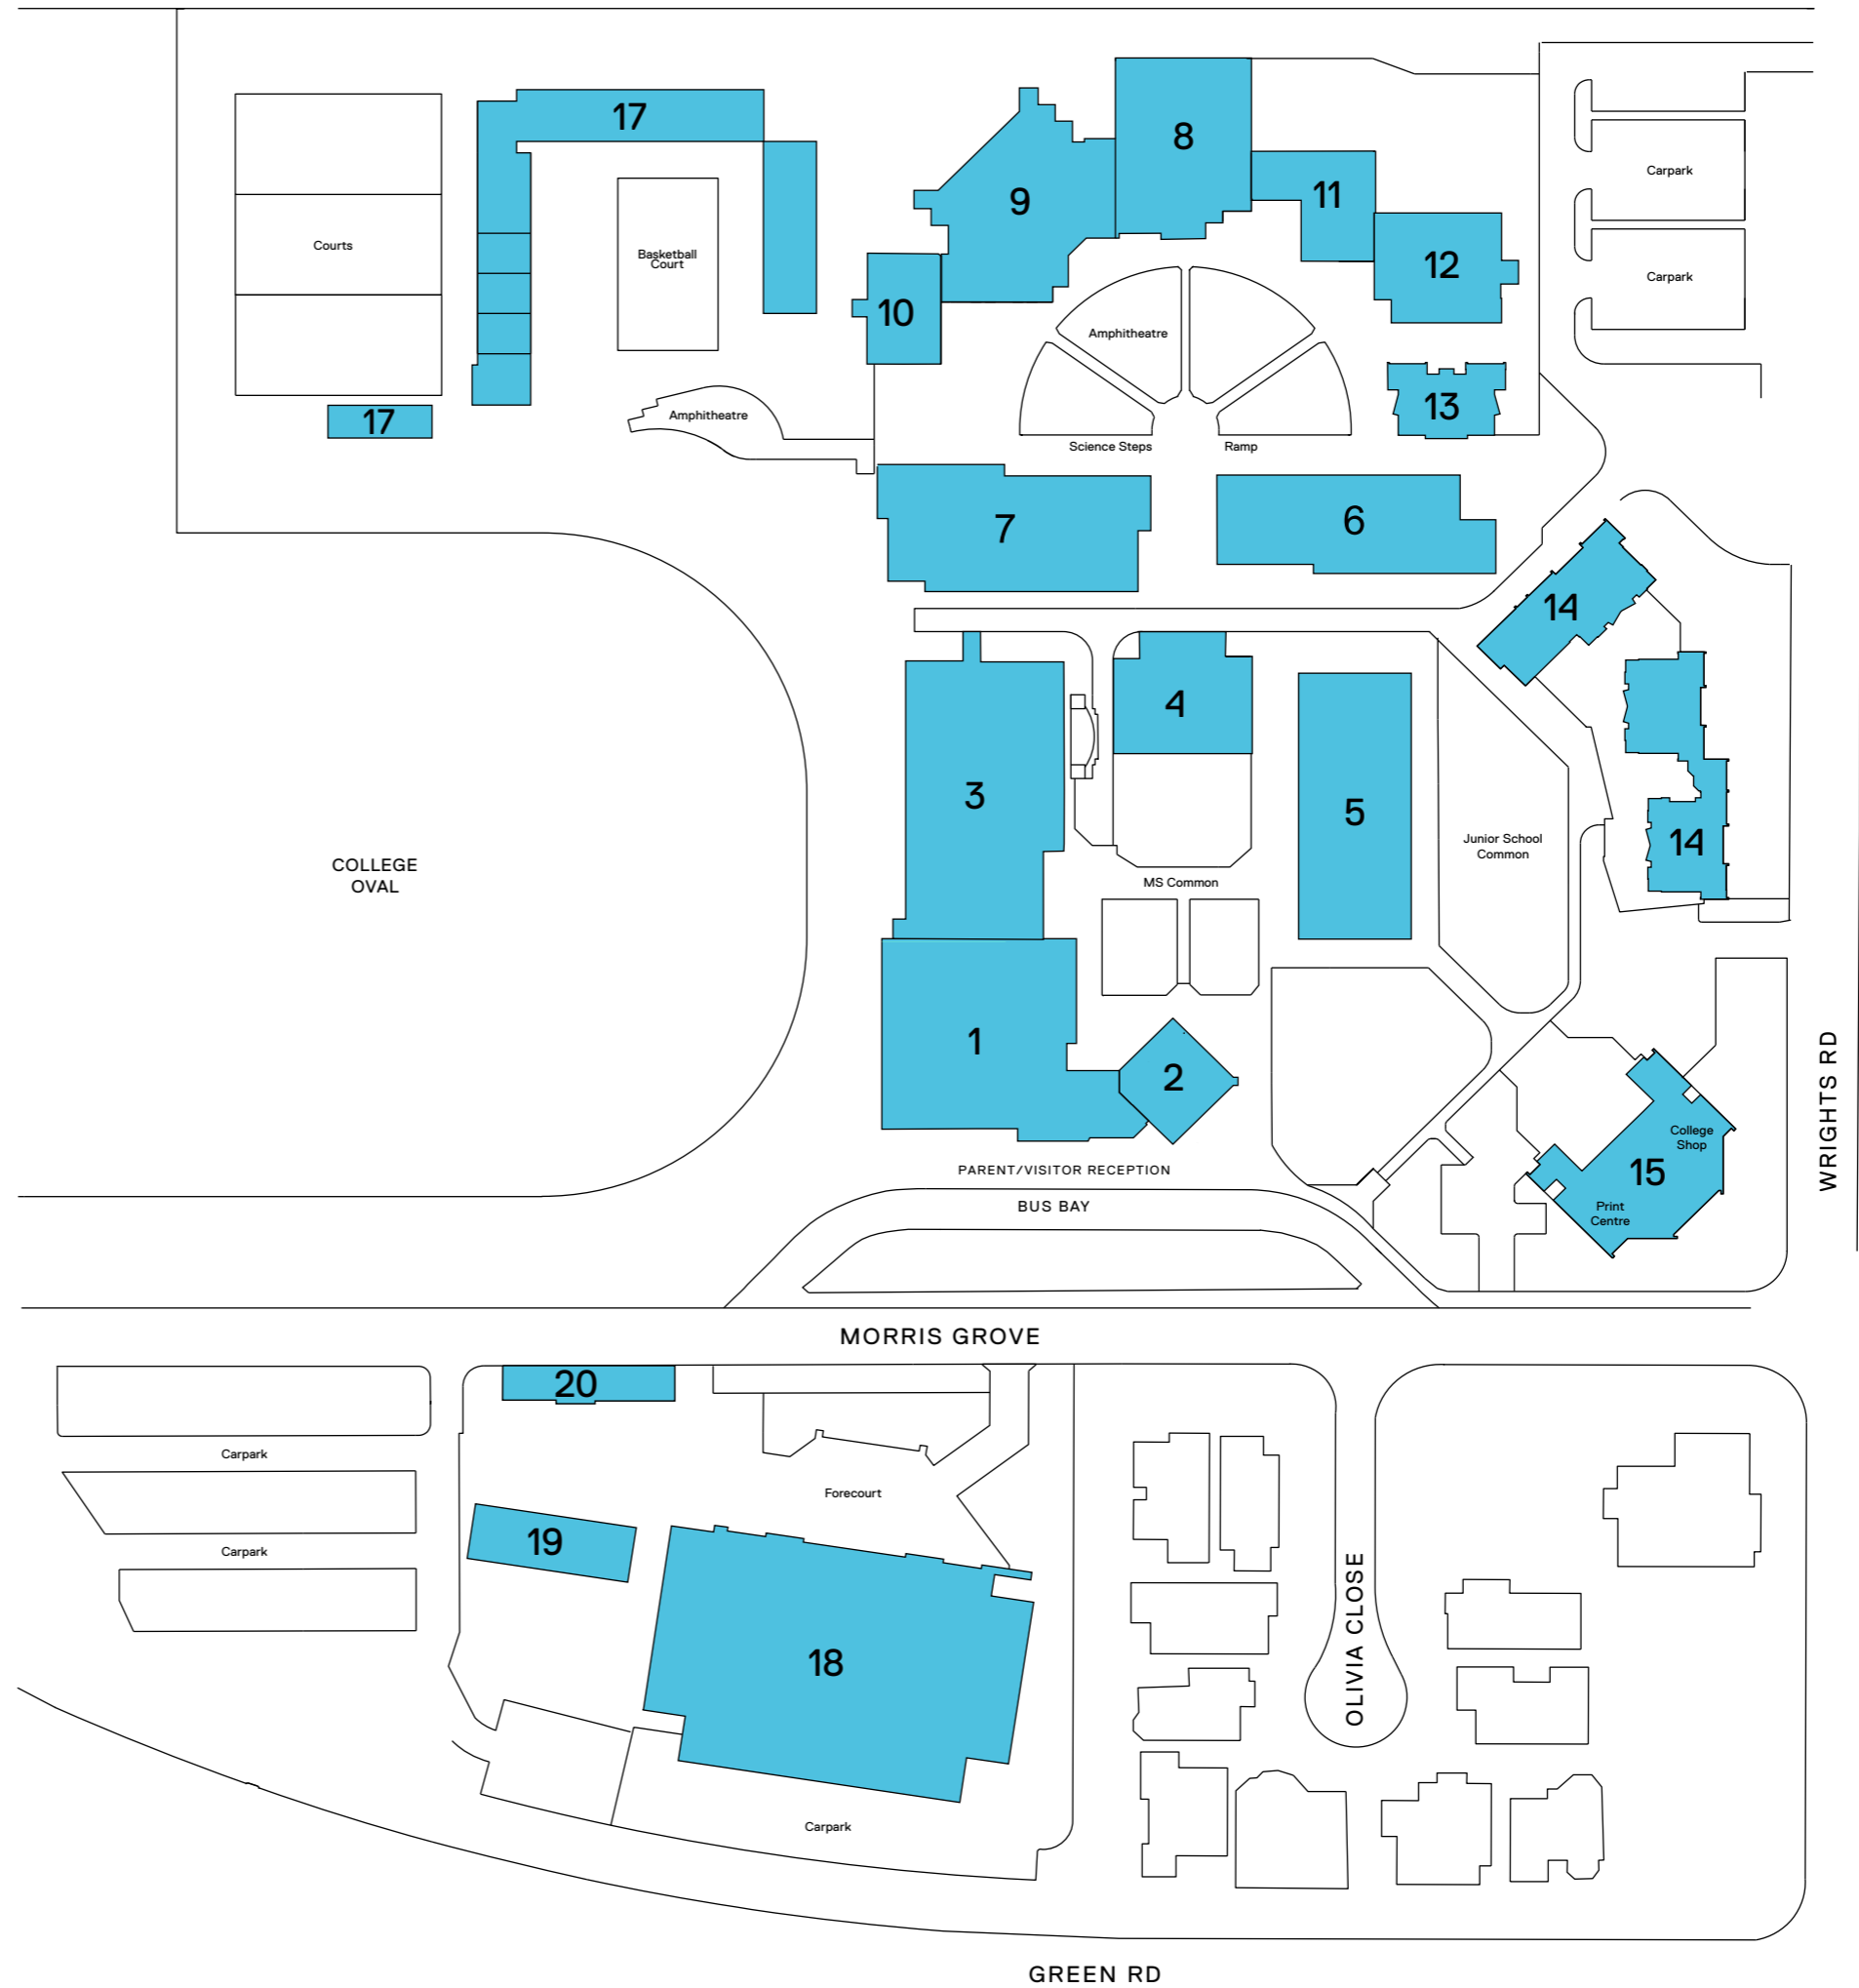 17
8
Carpark
11
9
Courts
Basketball
Court
12
Carpark
10
Amphitheatre
13
17
Amphitheatre
Science Steps
Ramp
7
6
14
4
3
5
Junior School
Common
14
COLLEGE
OVAL
MS Common
1
2
College
Shop
15
Print
Centre
WRIGHTS RD
PARENT/VISITOR RECEPTION
BUS BAY
MORRIS GROVE
20
Carpark
Forecourt
19
Carpark
18
OLIVIA CLOSE
Carpark
GREEN RD